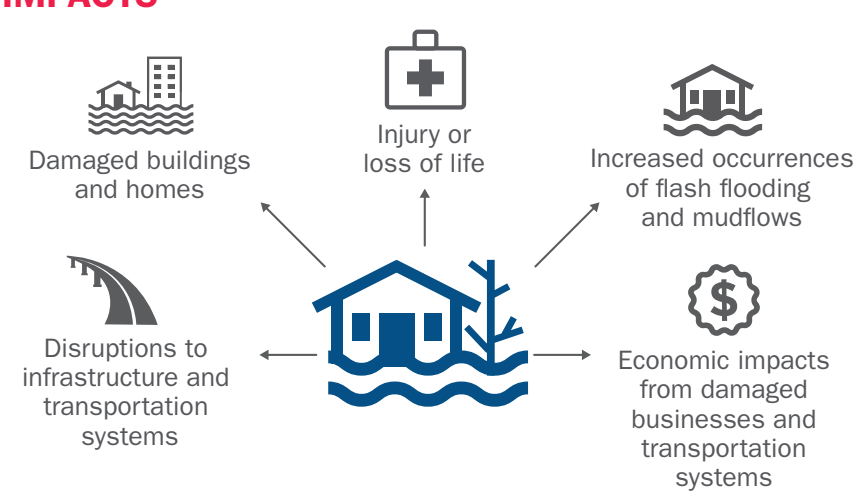 IMPACTS
Injury or
loss of life
Damaged buildings
and homes
Increased occurrences
of flash flooding
and mudflows
Disruptions to
infrastructure and
transportation
systems
$
Economic impacts
from damaged
businesses and
transportation
systems